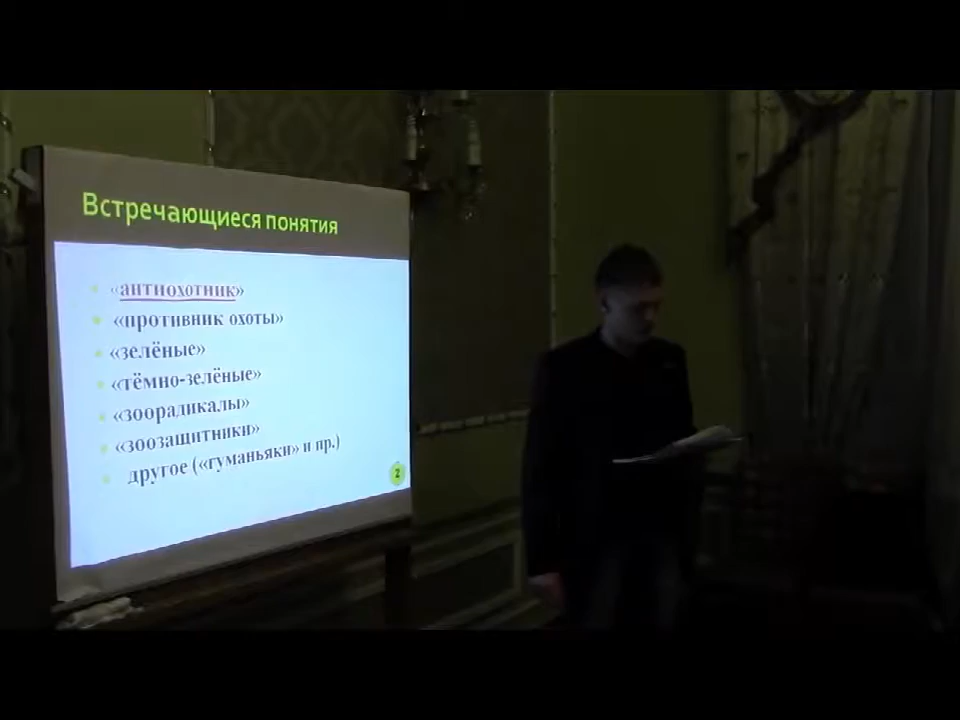 Встречающиеся понятия
«антиохотник»
«противник охоты»
«зелёные»
«тёмно-зелёные»
«зоорадикалы»
«зоозащитники»
другое («гуманьяки» и пр.)
2